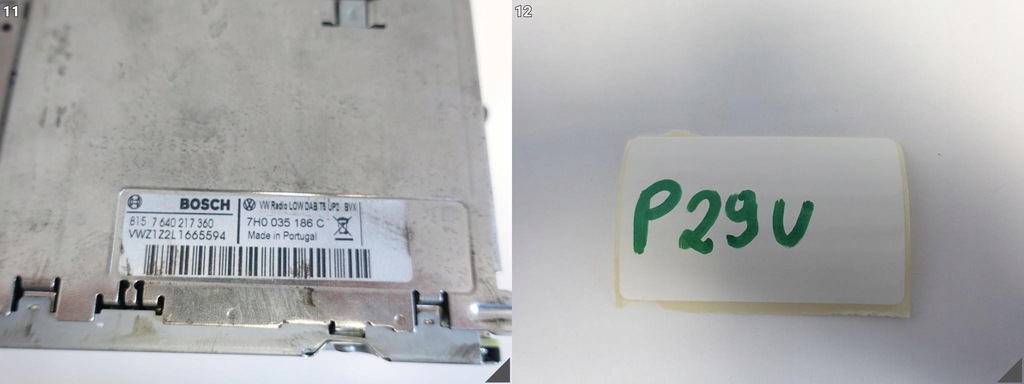 11
BOSCH
815 7 640 217 360
VWZ1Z2L1665594
VW Radio LOW DAB T6 UP2 BVX
7H0 035 186 C
Made in Portugal
12
P29U